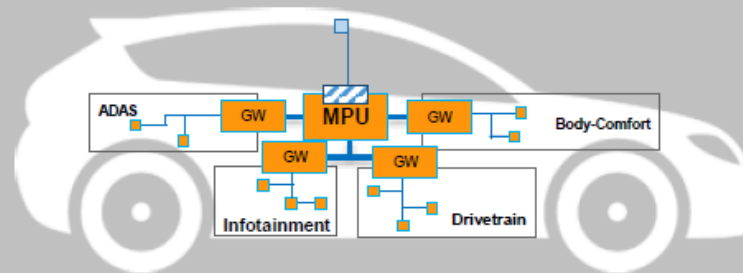 ADAS
GW
MPU
GW
Body-Comfort
GW
GW
Infotainment
Drivetrain